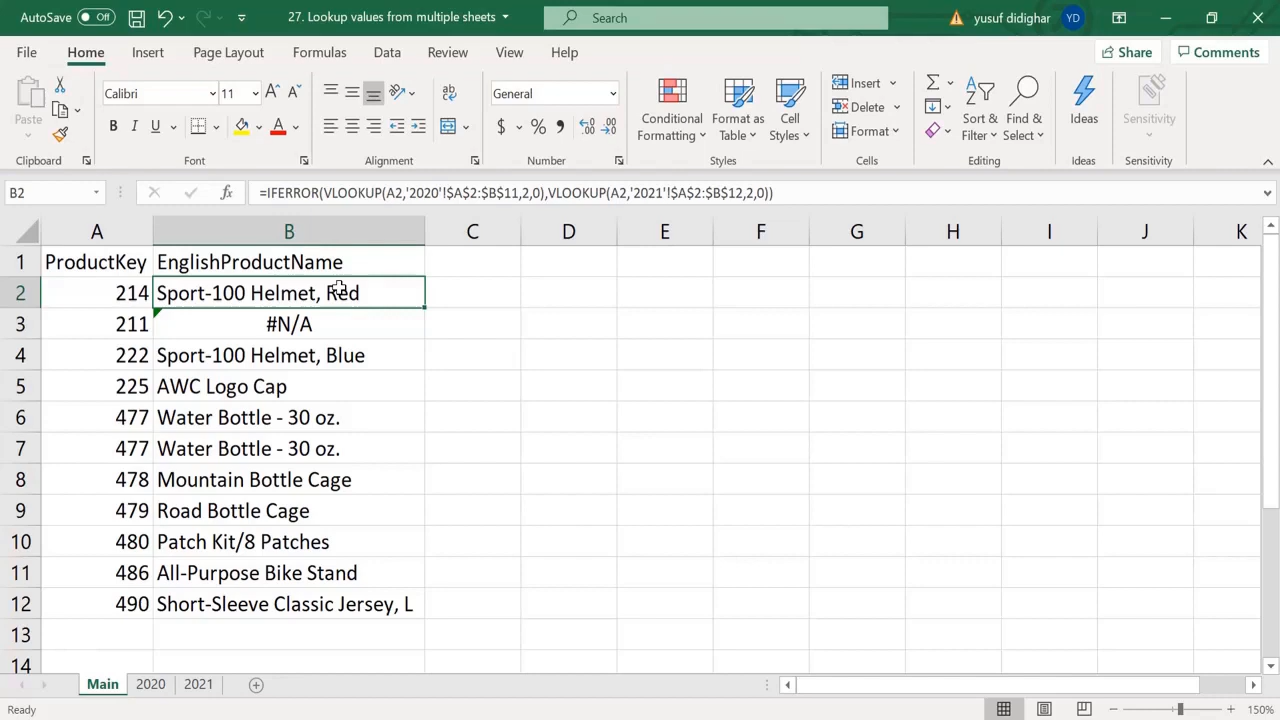 AutoSave Off 27. Lookup values from multiple sheets Search yusuf didighar YD
File Home Insert Page Layout Formulas Data Review View Help Share Comments
Paste Calibri 11 A A B I U A ab General $ % Conditional Formatting Format as Table Cell Styles Insert Delete Format Sort & Filter Find & Select Ideas Sensitivity
Clipboard Font Alignment Number Styles Cells Editing Ideas Sensitivity
B2 fx =IFERROR(VLOOKUP(A2,'2020'!$A$2:$B$11,2,0),VLOOKUP(A2,'2021'!$A$2:$B$12,2,0))
A B C D E F G H I J K
1 ProductKey EnglishProductName
2 214 Sport-100 Helmet, Red
3 211 #N/A
4 222 Sport-100 Helmet, Blue
5 225 AWC Logo Cap
6 477 Water Bottle - 30 oz.
7 477 Water Bottle - 30 oz.
8 478 Mountain Bottle Cage
9 479 Road Bottle Cage
10 480 Patch Kit/8 Patches
11 486 All-Purpose Bike Stand
12 490 Short-Sleeve Classic Jersey, L
13
14
Main 2020 2021
Ready 150%